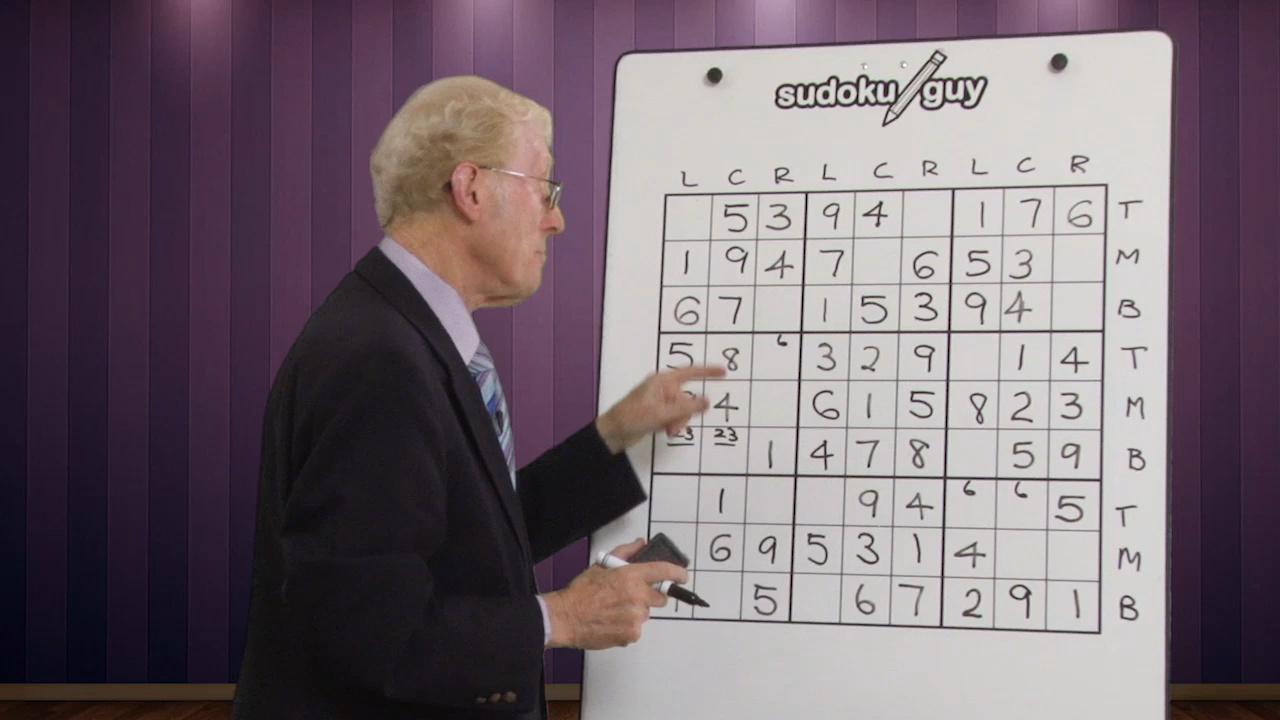 sudoku guy
L C R L C R L C R
5 3 9 4 1 7 6 T
1 9 4 7 6 5 3 M
6 7 1 5 3 9 4 B
5 8 6 3 2 9 1 4 T
4 6 1 5 8 2 3 M
23 23
1 4 7 8 5 9 B
1 9 4 6 6 5 T
6 9 5 3 1 4 M
5 6 7 2 9 1 B